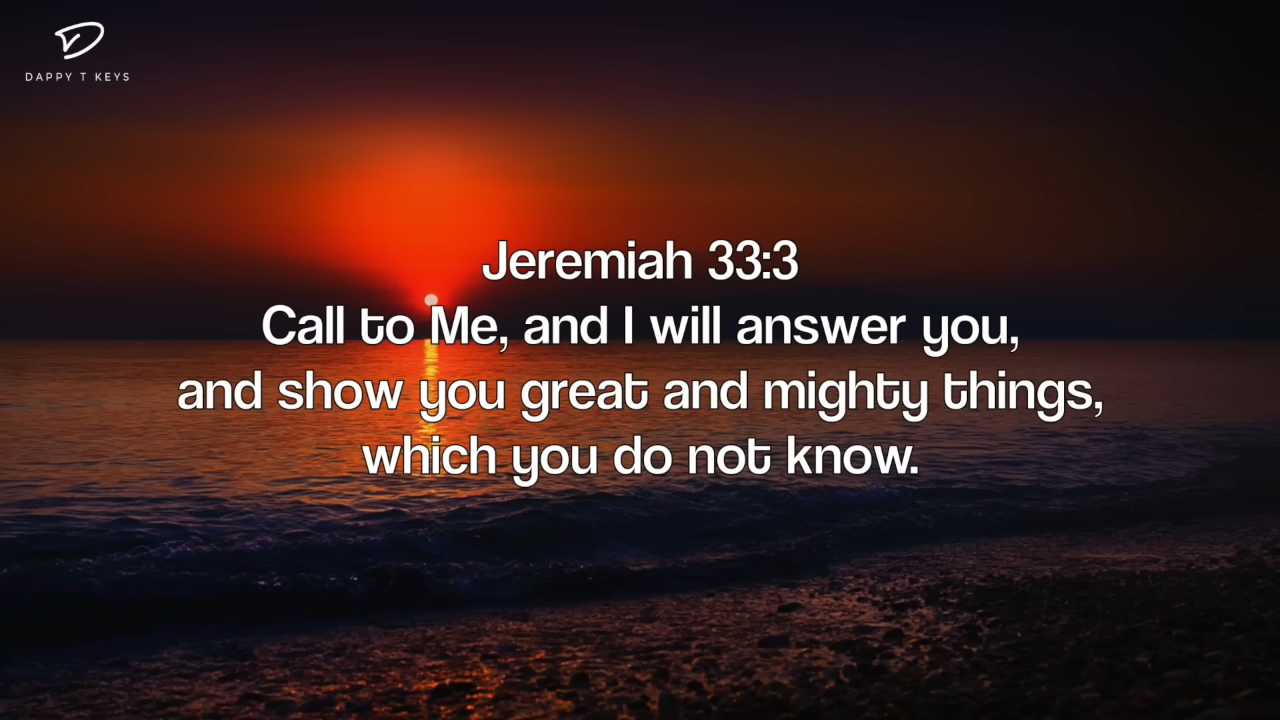 DAPPY T KEYS
Jeremiah 33:3
Call to Me, and I will answer you,
and show you great and mighty things,
which you do not know.